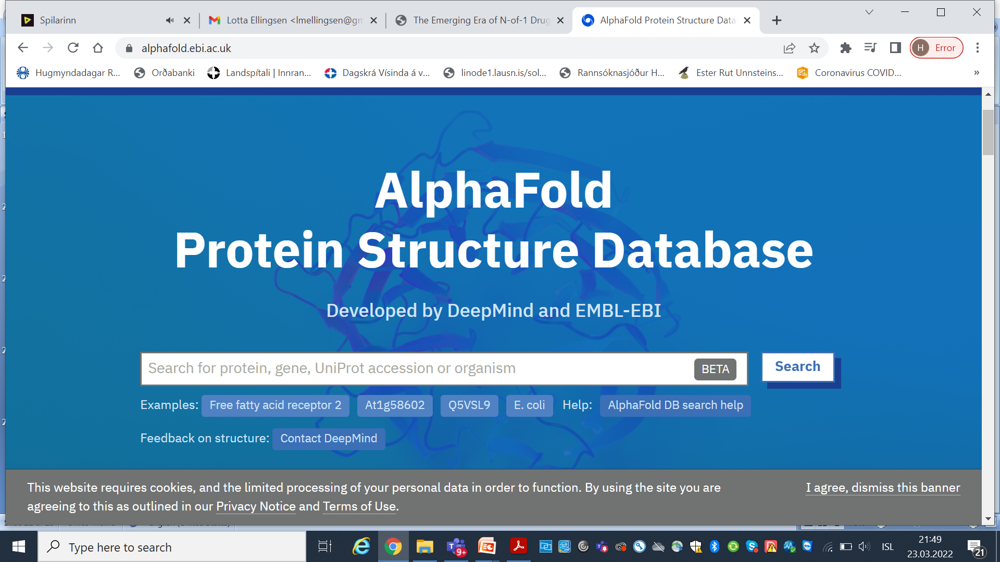 Spilarinn
Lotta Ellingsen <lmellingsen@gm
The Emerging Era of N-of-1 Drug
AlphaFold Protein Structure Data
alphafold.ebi.ac.uk
H Error
Hugmyndadagar R...
Orðabanki
Landspítali | Innran...
Dagskrá Vísinda á v...
linode1.lausn.is/sol...
Rannsóknasjóður H...
Ester Rut Unnsteins...
Coronavirus COVID...
»
AlphaFold
Protein Structure Database
Developed by DeepMind and EMBL-EBI
Search for protein, gene, UniProt accession or organism
BETA
Search
Examples: Free fatty acid receptor 2 At1g58602 Q5VSL9 E. coli Help: AlphaFold DB search help
Feedback on structure: Contact DeepMind
This website requires cookies, and the limited processing of your personal data in order to function. By using the site you are
agreeing to this as outlined in our Privacy Notice and Terms of Use.
I agree, dismiss this banner
Type here to search
9+
ISL
21:49
23.03.2022
21